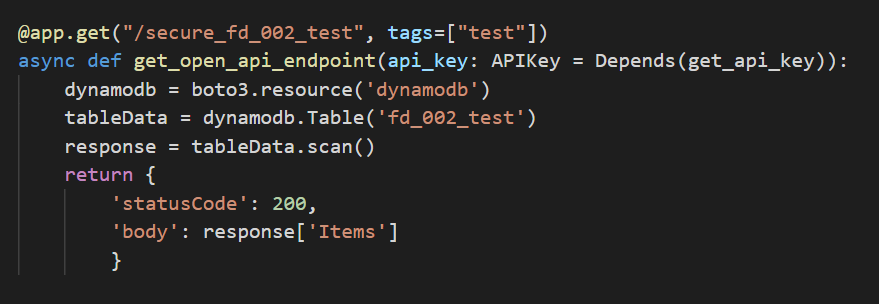 @app.get("/secure_fd_002_test", tags=["test"])
async def get_open_api_endpoint(api_key: APIKey = Depends(get_api_key)):
    dynamodb = boto3.resource('dynamodb')
    tableData = dynamodb.Table('fd_002_test')
    response = tableData.scan()
    return {
        'statusCode': 200,
        'body': response['Items']
        }